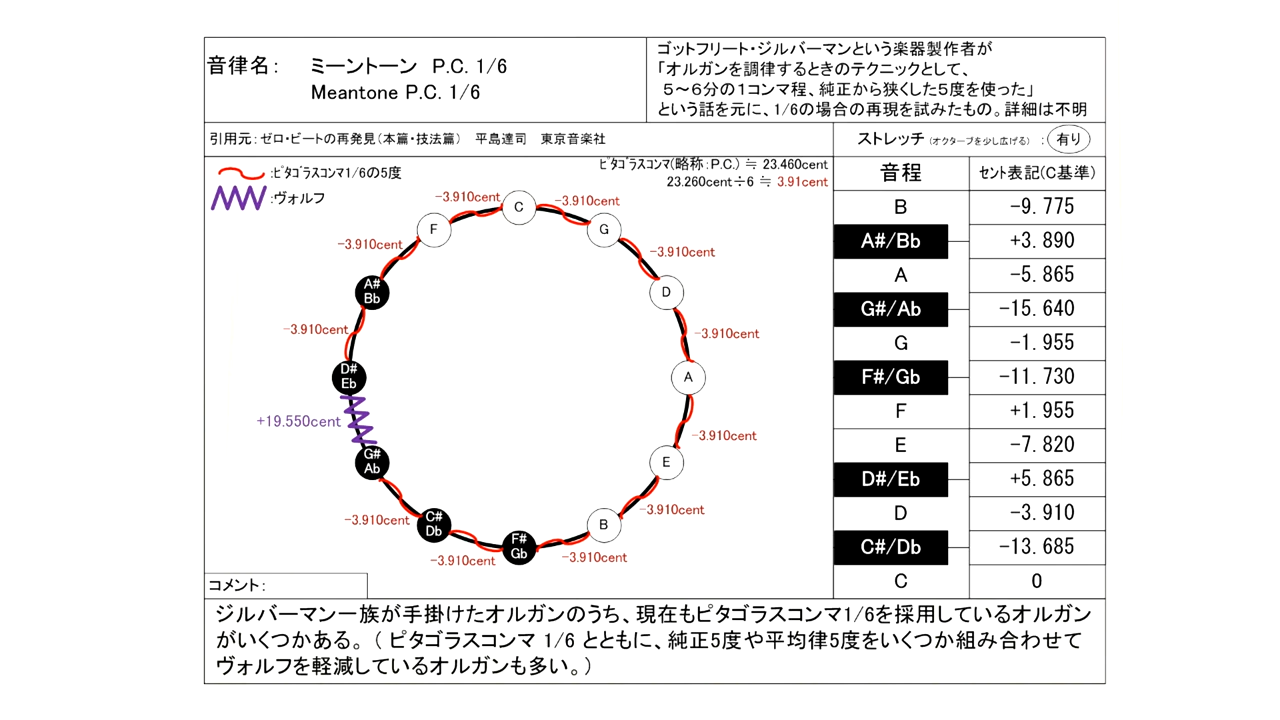 音律名： ミーントーン P.C. 1/6
Meantone P.C. 1/6
ゴットフリート・ジルバーマンという楽器製作者が
「オルガンを調律するときのテクニックとして、
５～６分の１コンマ程、純正から狭くした５度を使った」
という話を元に、1/6の場合の再現を試みたもの。詳細は不明
引用元：ゼロ・ビートの再発見（本篇・技法篇） 平島達司 東京音楽社
ストレッチ （オクターブを少し広げる） ： 有り
:ﾋﾟﾀｺﾞﾗｽコンマ1/6の5度
:ヴォルフ
ﾋﾟﾀｺﾞﾗｽコンマ(略称：P.C.) ≒ 23.460cent
23.260cent÷6 ≒ 3.91cent
-3.910cent
-3.910cent
F
C
G
-3.910cent
-3.910cent
A#
Bb
D
-3.910cent
-3.910cent
D#
Eb
A
+19.550cent
-3.910cent
G#
Ab
E
-3.910cent
-3.910cent
C#
Db
F#
Gb
B
-3.910cent
-3.910cent
音程 セント表記(C基準)
B -9.775
A#/Bb +3.890
A -5.865
G#/Ab -15.640
G -1.955
F#/Gb -11.730
F +1.955
E -7.820
D#/Eb +5.865
D -3.910
C#/Db -13.685
C 0
コメント：
ジルバーマン一族が手掛けたオルガンのうち、現在もピタゴラスコンマ1/6を採用しているオルガン
がいくつかある。（ ピタゴラスコンマ 1/6 とともに、純正5度や平均律5度をいくつか組み合わせて
ヴォルフを軽減しているオルガンも多い。）